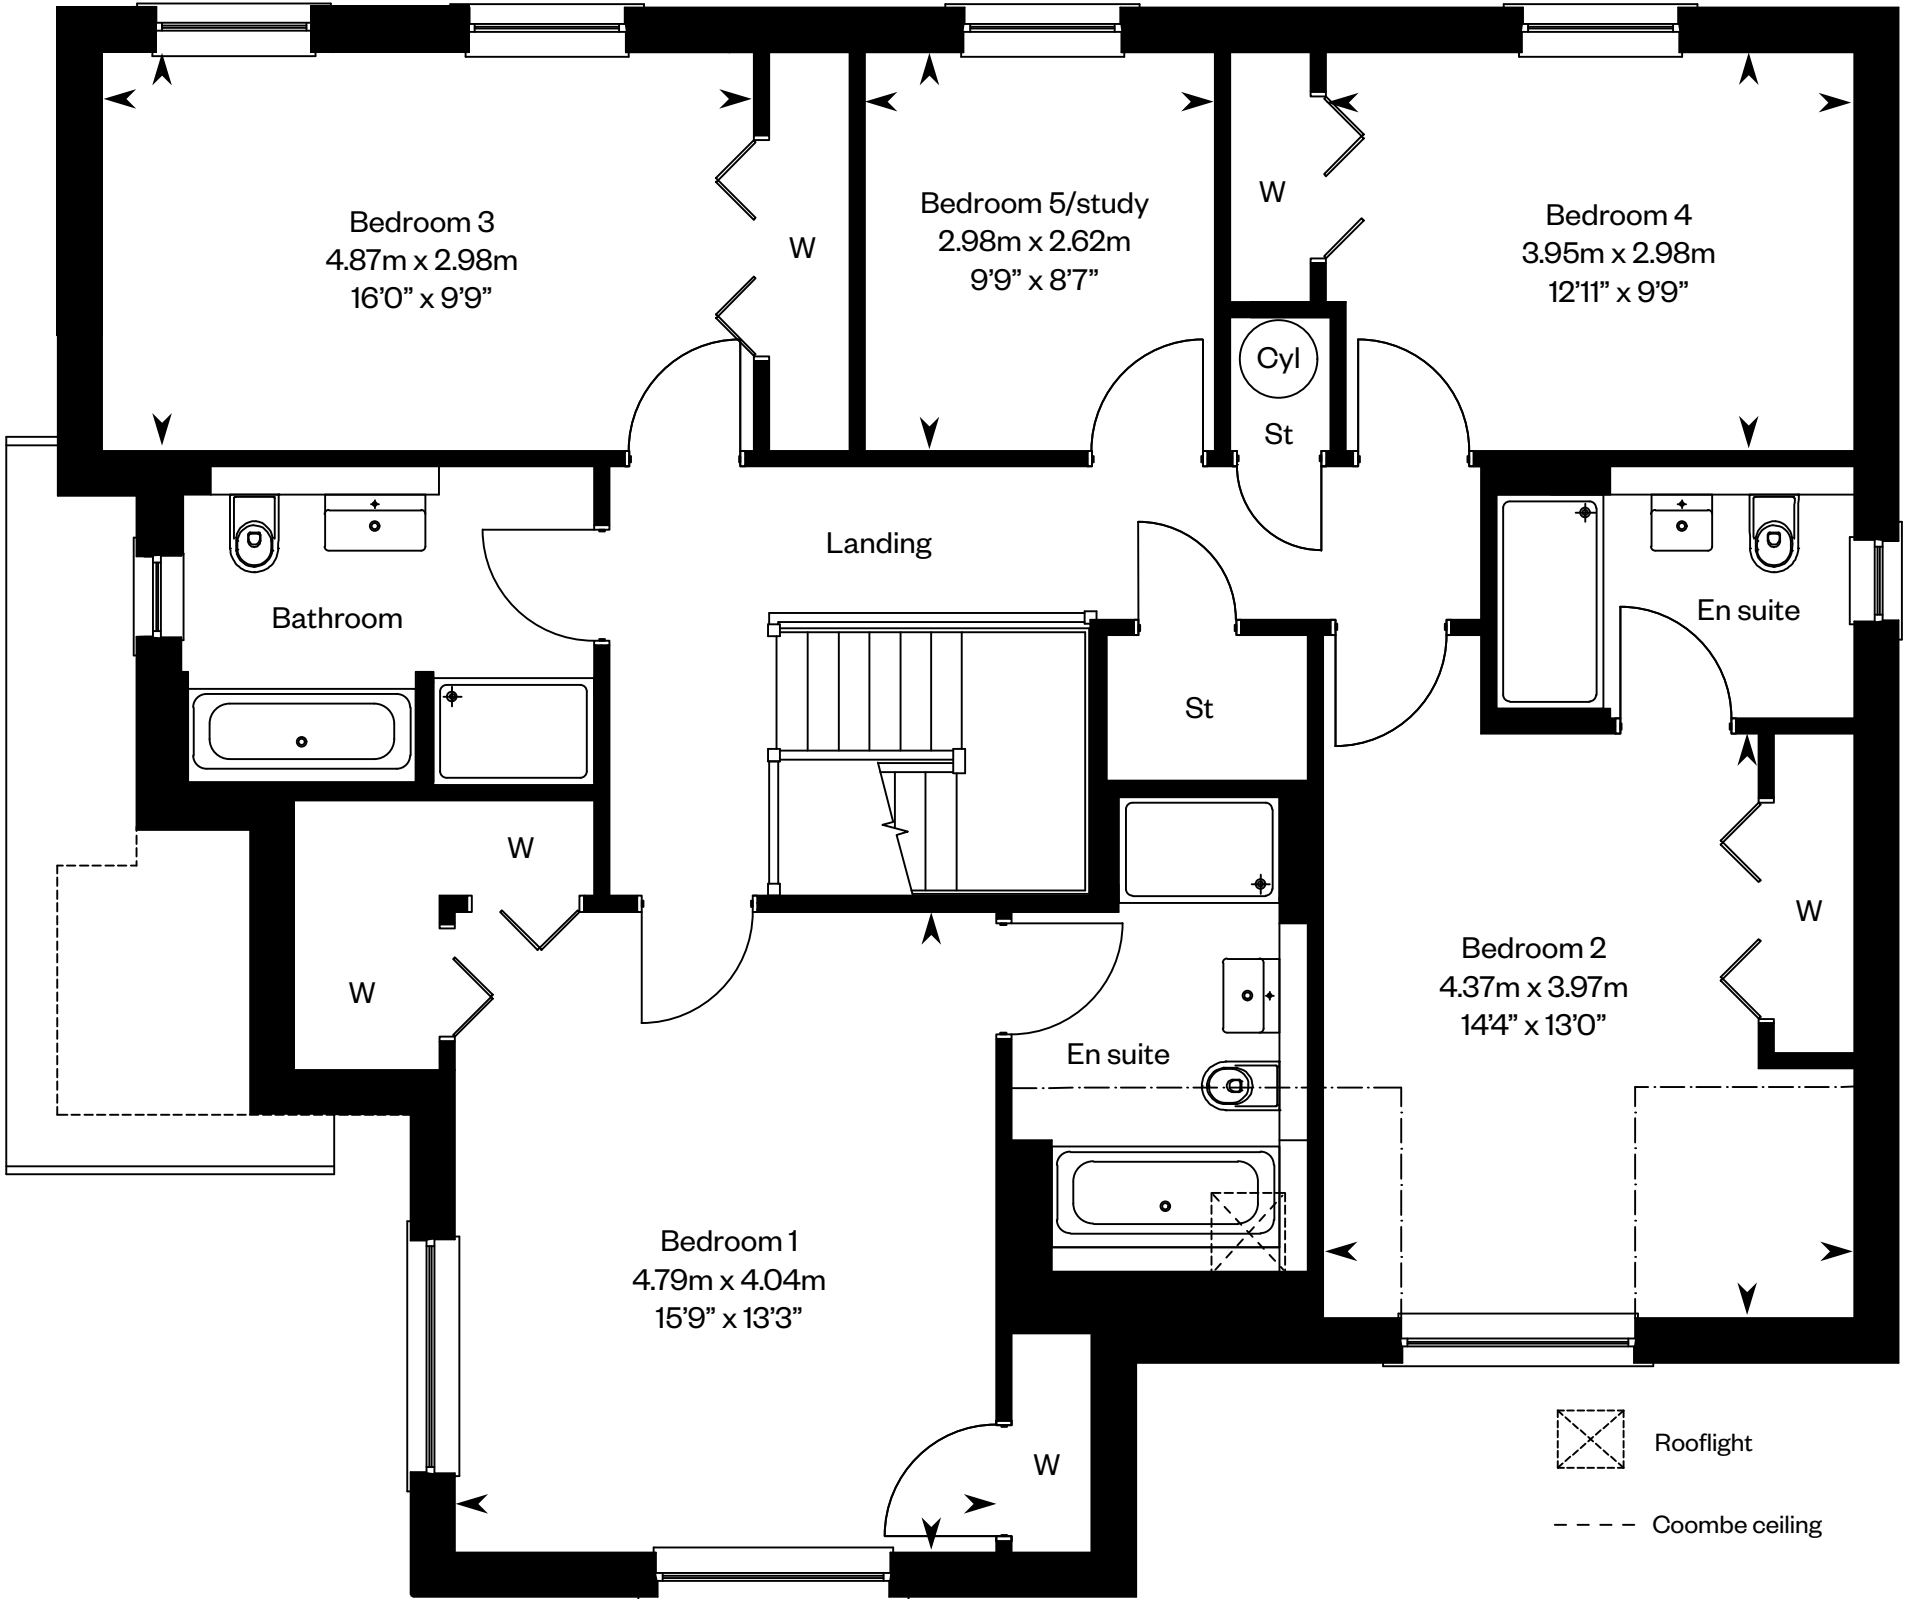 Bedroom 3
4.87m x 2.98m
16’0” x 9’9”
W
Bedroom 5/study
2.98m x 2.62m
9’9” x 8’7”
W
Bedroom 4
3.95m x 2.98m
12’11” x 9’9”
Cyl
St
Landing
Bathroom
En suite
St
W
W
Bedroom 2
4.37m x 3.97m
14’4” x 13’0”
W
En suite
Bedroom 1
4.79m x 4.04m
15’9” x 13’3”
W
Rooflight
Coombe ceiling